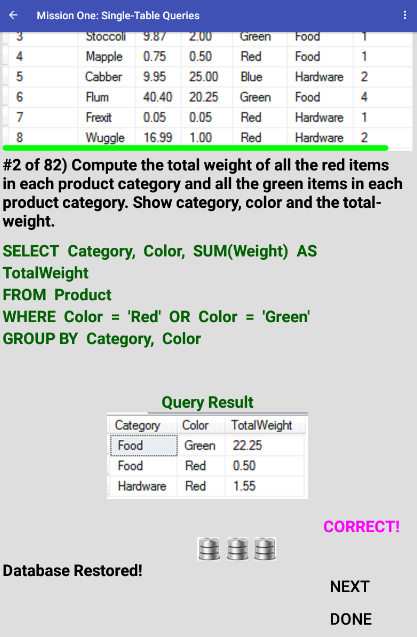 Mission One: Single-Table Queries
3 Stoccoli 9.87 2.00 Green Food 1
4 Mapple 0.75 0.50 Red Food 1
5 Cabber 9.95 25.00 Blue Hardware 2
6 Flum 40.40 20.25 Green Food 4
7 Frexit 0.05 0.05 Red Hardware 1
8 Wuggle 16.99 1.00 Red Hardware 2
#2 of 82) Compute the total weight of all the red items
in each product category and all the green items in each
product category. Show category, color and the total-
weight.
SELECT Category, Color, SUM(Weight) AS
TotalWeight
FROM Product
WHERE Color = 'Red' OR Color = 'Green'
GROUP BY Category, Color
Query Result
Category Color TotalWeight
Food Green 22.25
Food Red 0.50
Hardware Red 1.55
CORRECT!
Database Restored!
NEXT
DONE